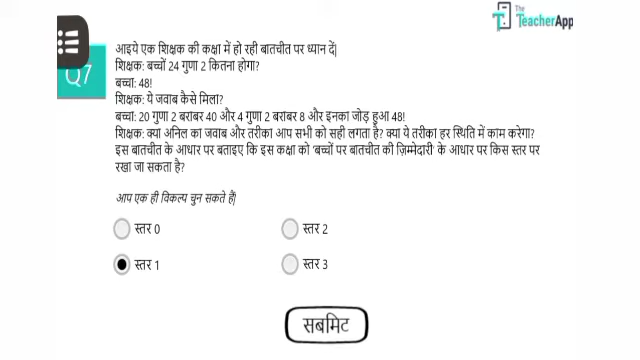 The
TeacherApp
Q7
आइये एक शिक्षक की कक्षा में हो रही बातचीत पर ध्यान दें|
शिक्षक: बच्चों 24 गुणा 2 कितना होगा?
बच्चा: 48!
शिक्षक: ये जवाब कैसे मिला?
बच्चा: 20 गुणा 2 बराबर 40 और 4 गुणा 2 बराबर 8 और इनका जोड़ हुआ 48!
शिक्षक: क्या अनिल का जवाब और तरीका आप सभी को सही लगता है? क्या ये तरीका हर स्थिति में काम करेगा?
इस बातचीत के आधार पर बताइए कि इस कक्षा को 'बच्चों पर बातचीत की ज़िम्मेदारी' के आधार पर किस स्तर पर
रखा जा सकता है?
आप एक ही विकल्प चुन सकते हैं|
स्तर 0
स्तर 2
स्तर 1
स्तर 3
सबमिट